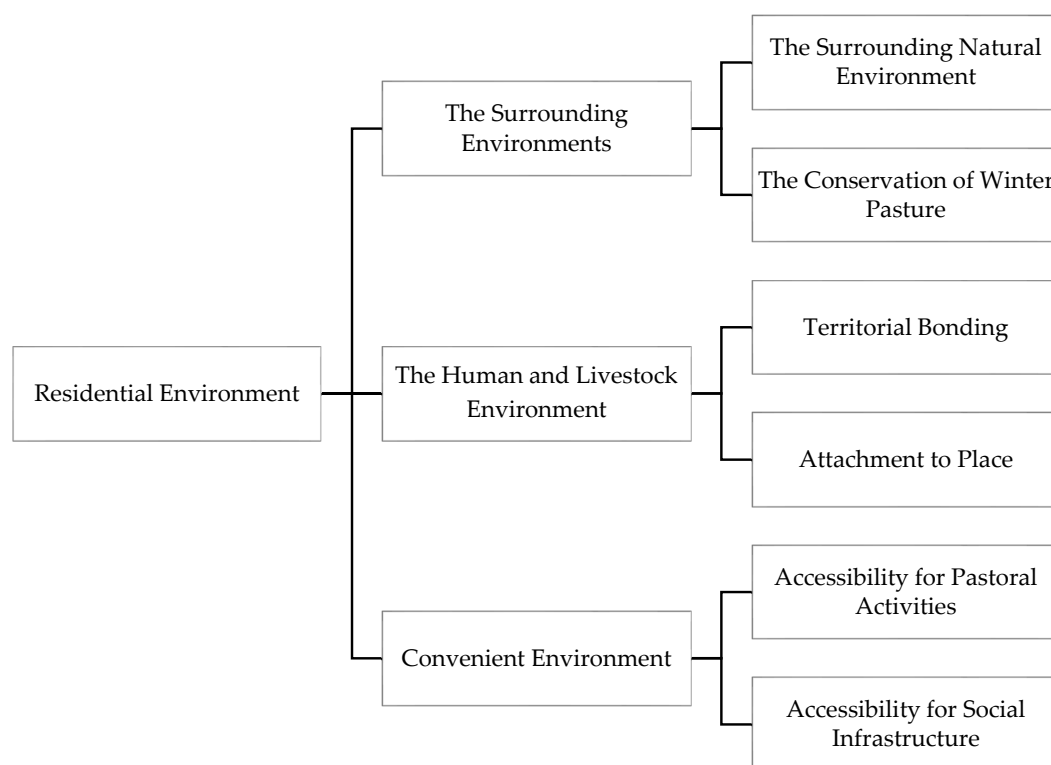 The Surrounding Natural
Environment
The Surrounding
Environments
The Conservation of Winter
Pasture
Territorial Bonding
Residential Environment
The Human and Livestock
Environment
Attachment to Place
Accessibility for Pastoral
Activities
Convenient Environment
Accessibility for Social
Infrastructure